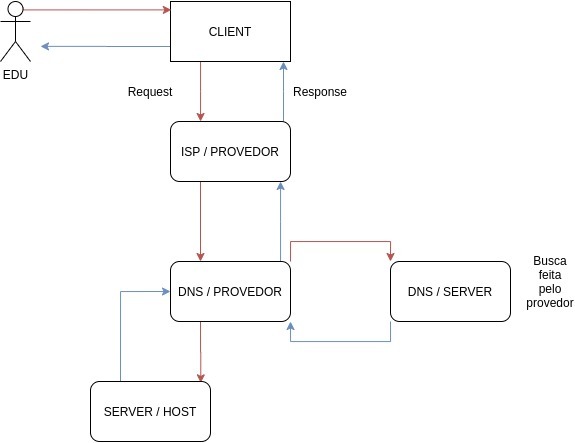 CLIENT
EDU
Request
Response
ISP / PROVEDOR
DNS / PROVEDOR
DNS / SERVER
Busca
feita
pelo
provedor
SERVER / HOST